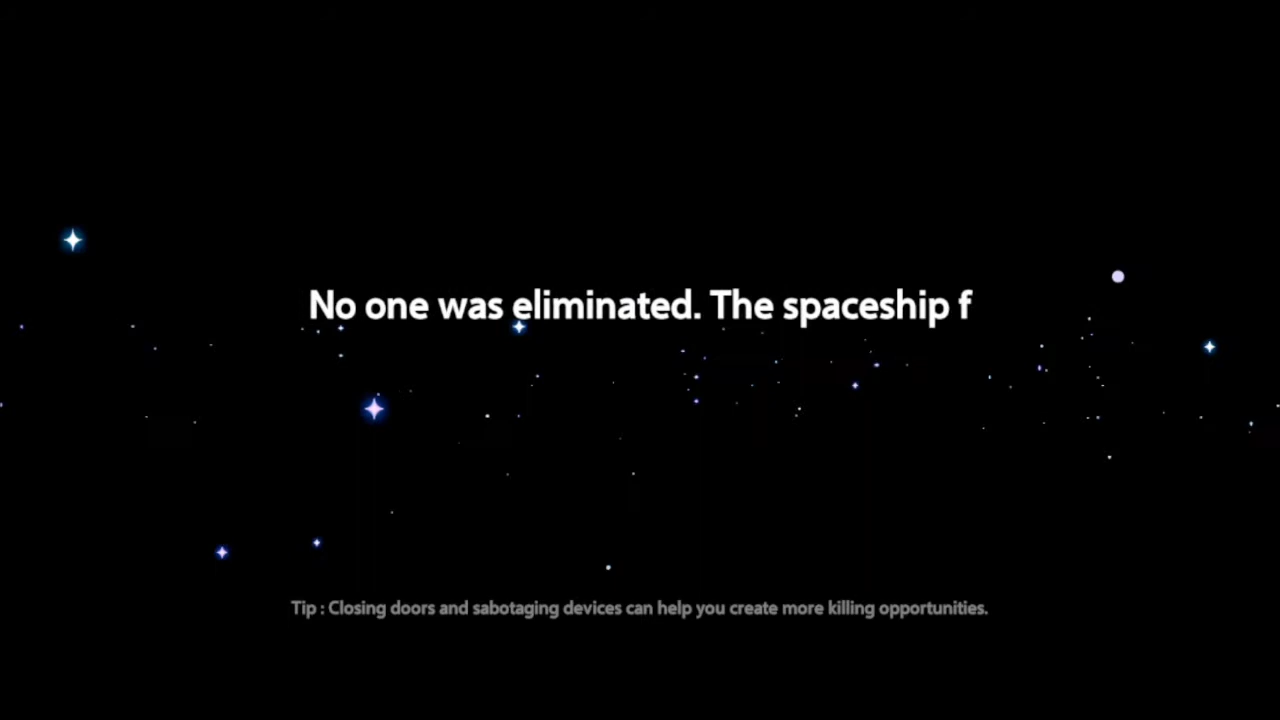 No one was eliminated. The spaceship f
Tip : Closing doors and sabotaging devices can help you create more killing opportunities.